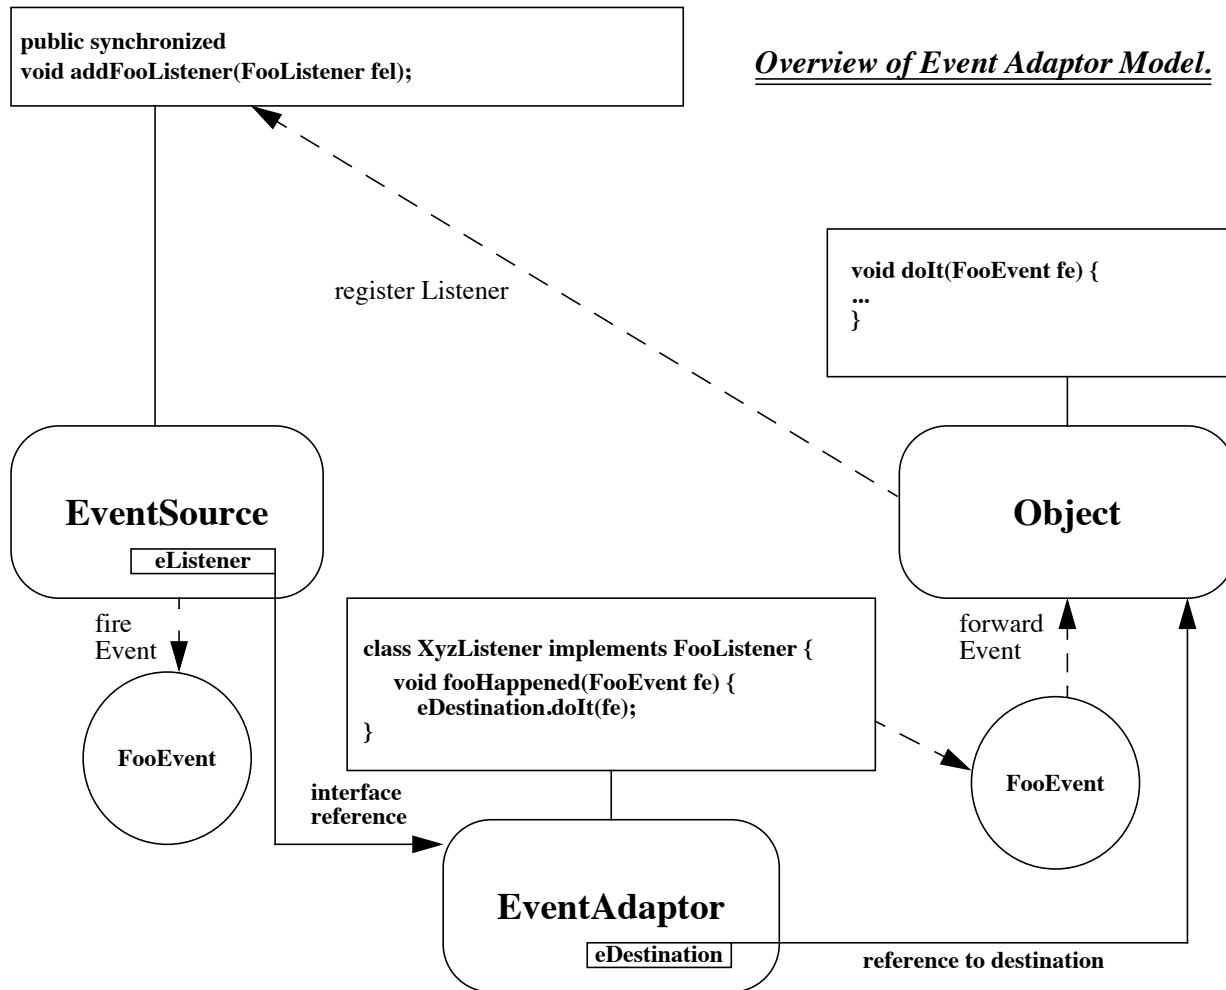 public synchronized
void addFooListener(FooListener fel);
Overview of Event Adaptor Model.
register Listener
void doIt(FooEvent fe) {
...
}
EventSource
eListener
Object
fire
Event
class XyzListener implements FooListener {
void fooHappened(FooEvent fe) {
eDestination.doIt(fe);
}
forward
Event
FooEvent
FooEvent
interface
reference
EventAdaptor
eDestination
reference to destination